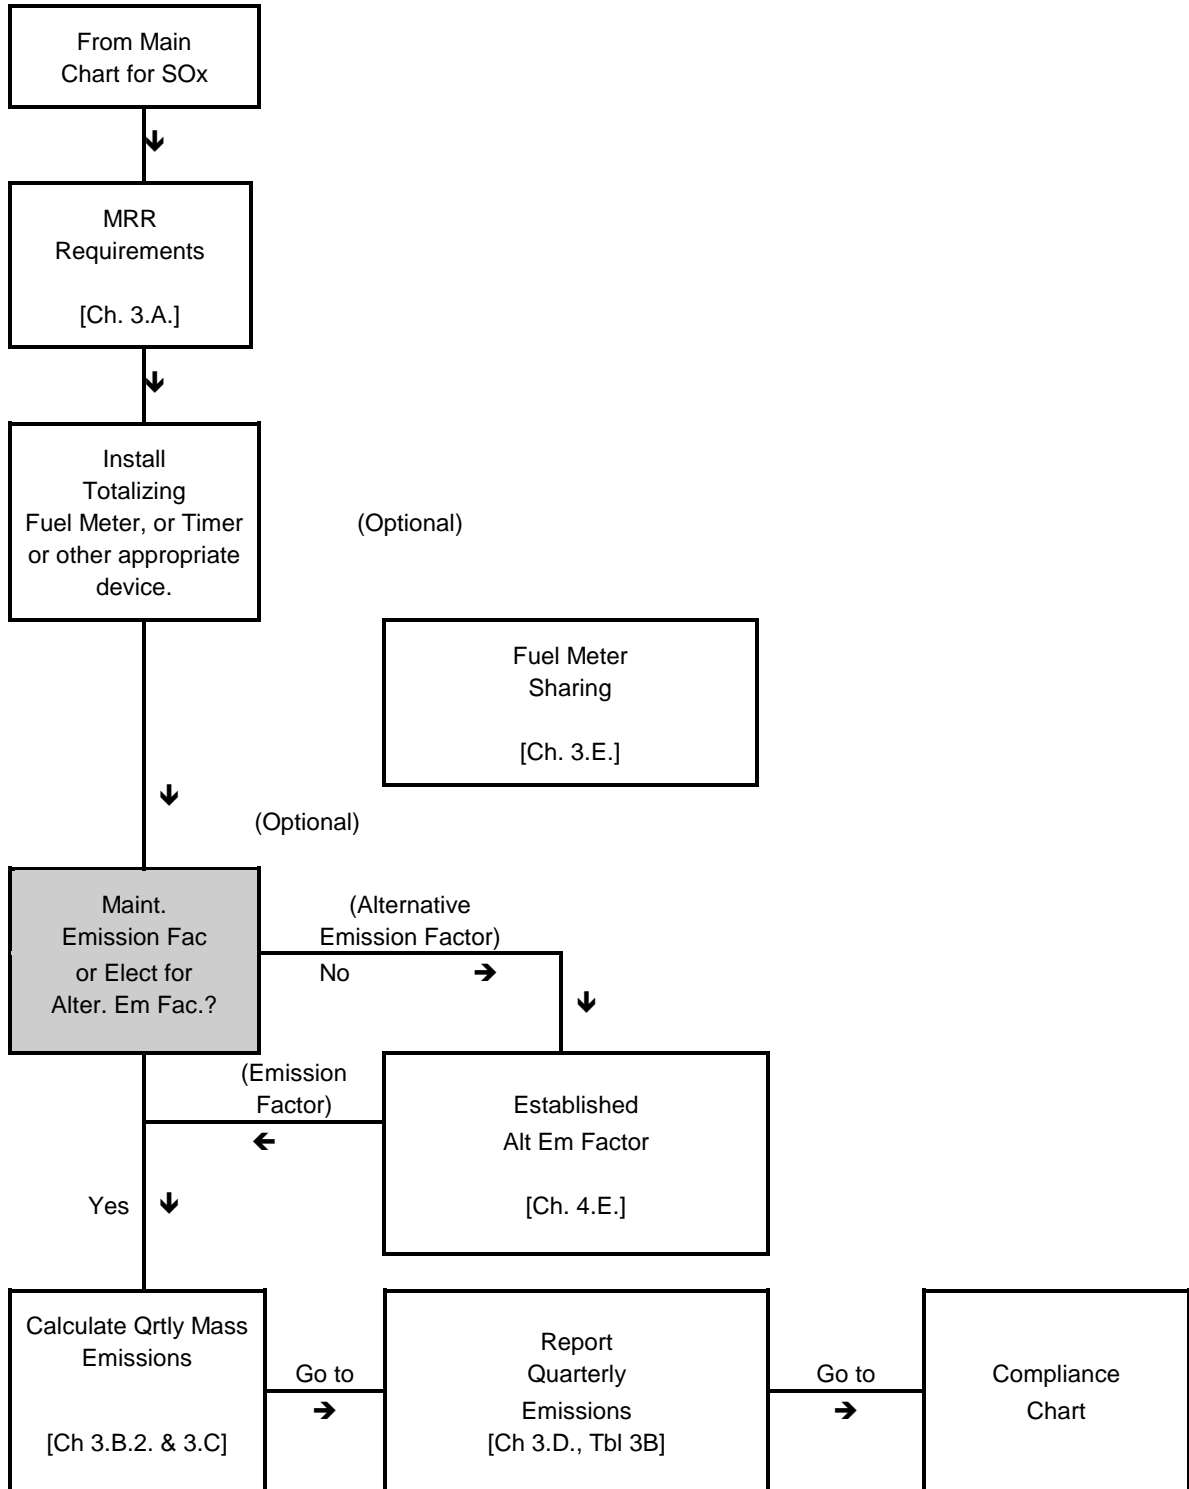 From Main
Chart for SOx
MRR
Requirements
[Ch. 3.A.]
Install
Totalizing
Fuel Meter, or Timer
or other appropriate
device.
(Optional)
Fuel Meter
Sharing
[Ch. 3.E.]
(Optional)
Maint.
Emission Fac
or Elect for
Alter. Em Fac.?
(Alternative
Emission Factor)
No
(Emission
Factor)
Established
Alt Em Factor
[Ch. 4.E.]
Yes
Calculate Qrtly Mass
Emissions
[Ch 3.B.2. & 3.C]
Go to
Report
Quarterly
Emissions
[Ch 3.D., Tbl 3B]
Go to
Compliance
Chart